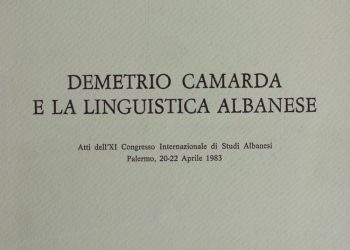 DEMETRIO CAMARDA
E LA LINGUISTICA ALBANESE
Atti dell'XI Congresso Internazionale di Studi Albanesi
Palermo, 20-22 Aprile 1983